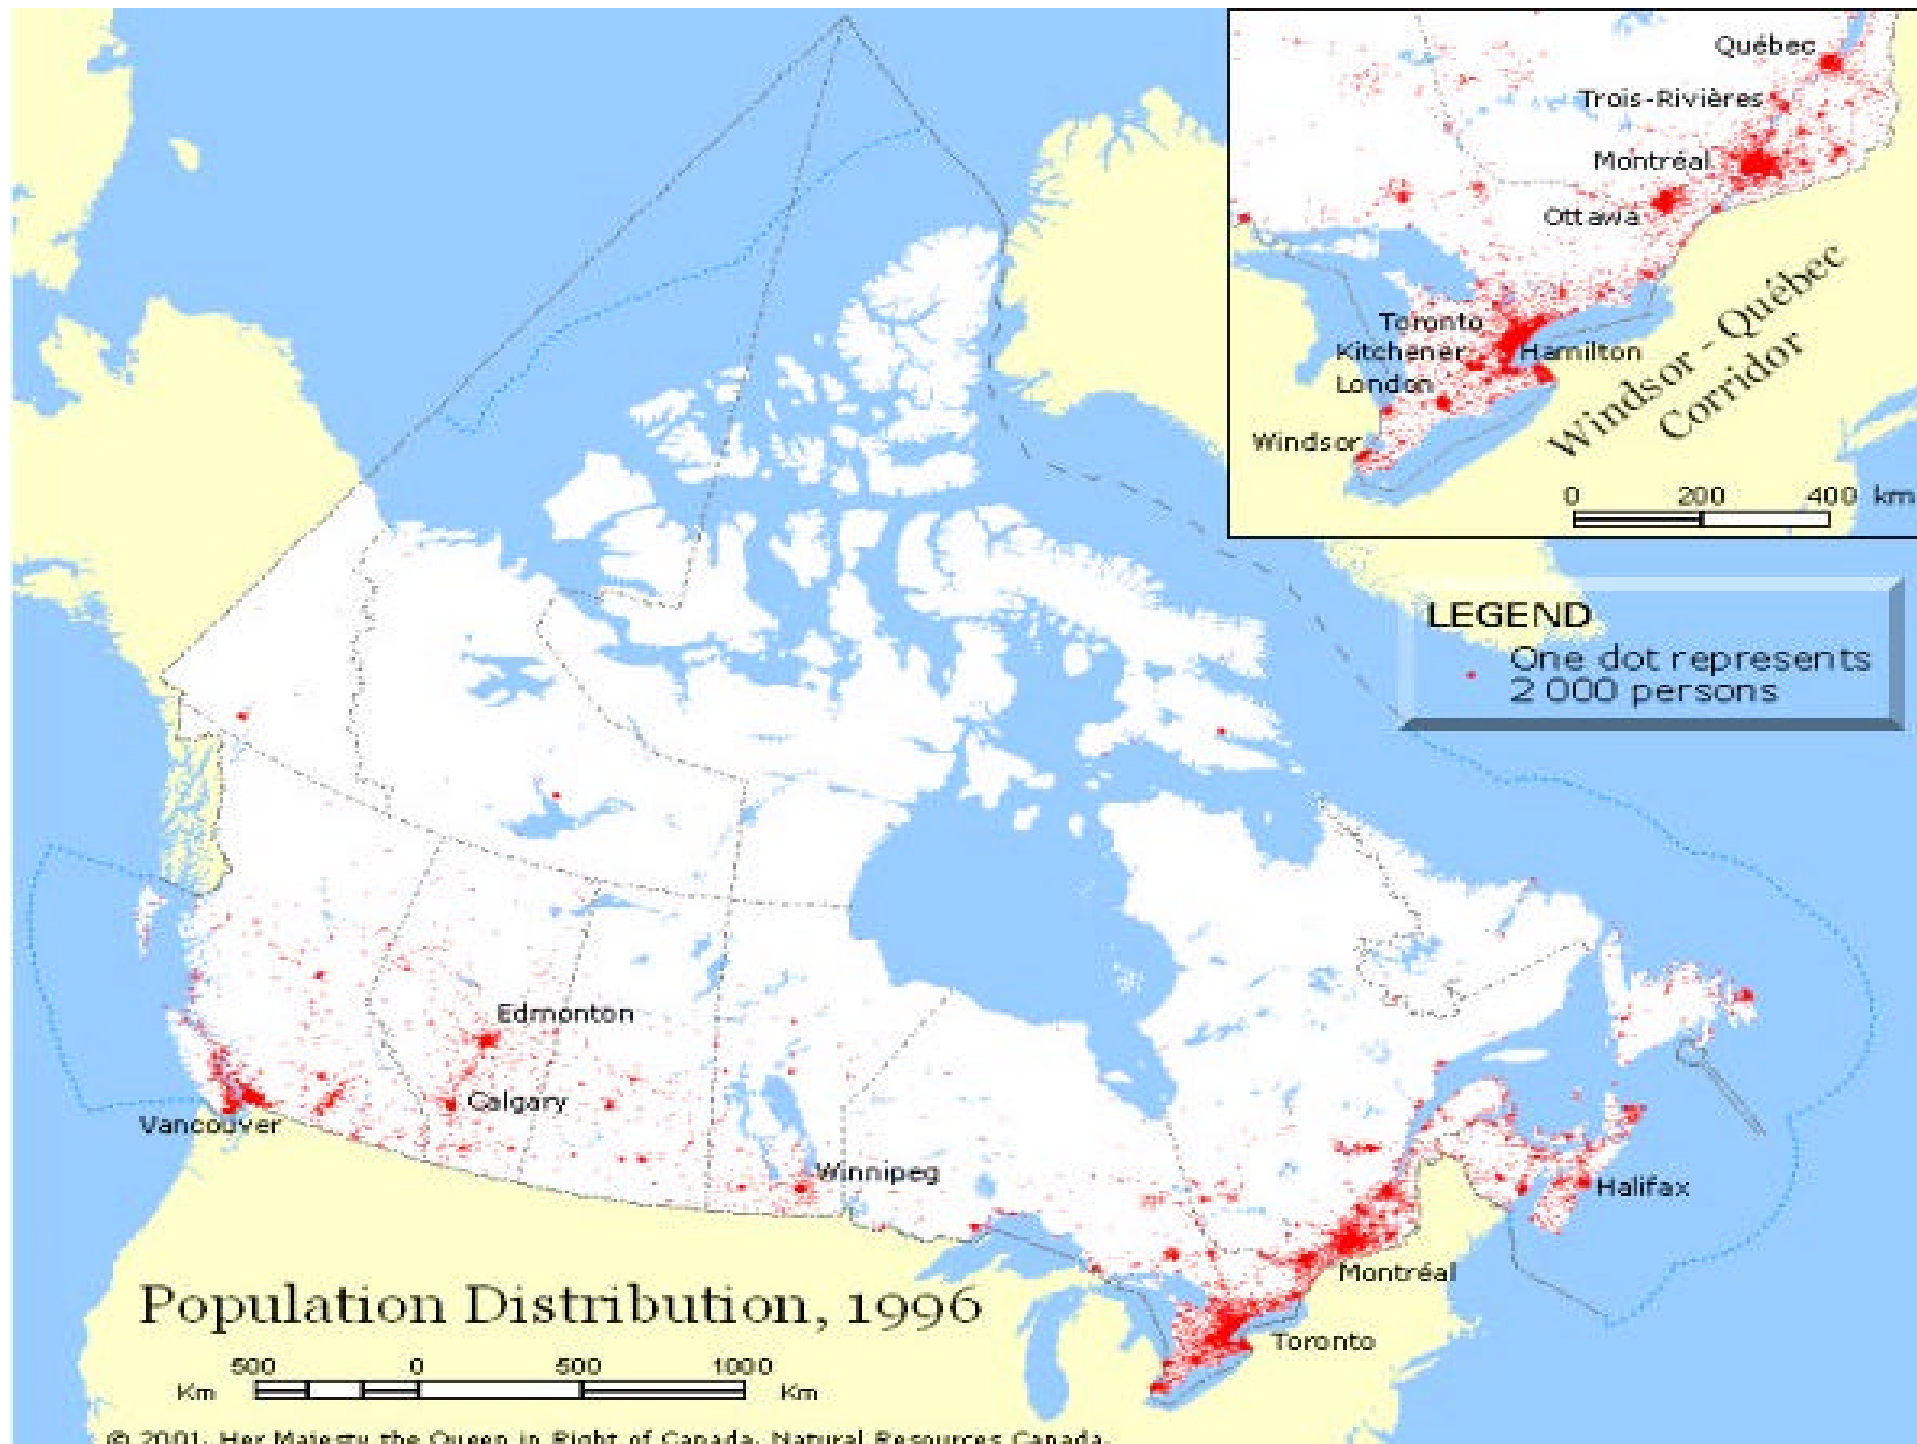 Québec
Trois-Rivières
Montréal
Ottawa
Toronto
Kitchener
Hamilton
London
Windsor
Windsor - Québec
Corridor
0 200 400 km
LEGEND
One dot represents
2 000 persons
Edmonton
Calgary
Vancouver
Winnipeg
Halifax
Montréal
Toronto
Population Distribution, 1996
500 0 500 1000
Km Km
© 2001. Her Majesty the Queen in Right of Canada. Natural Resources Canada.